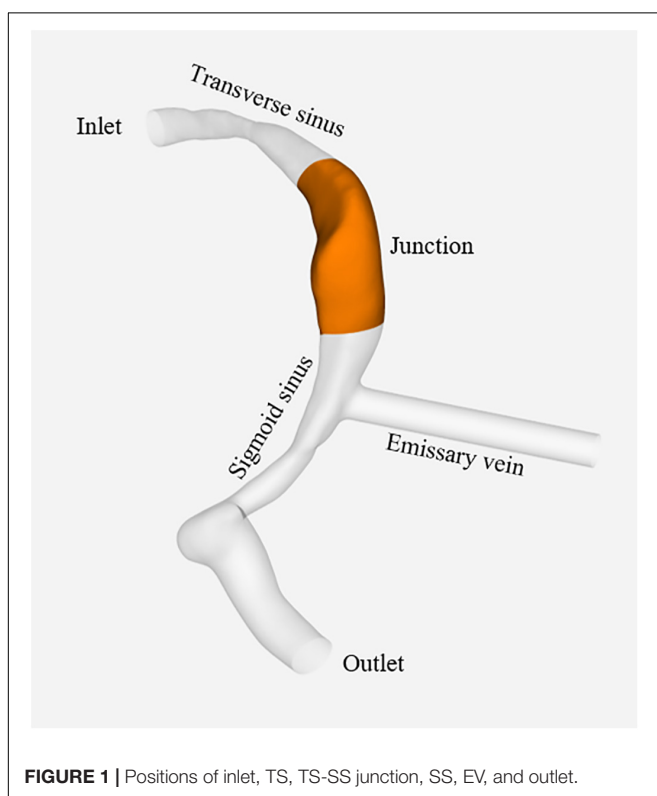 Transverse sinus
Inlet
Junction
Sigmoid sinus
Emissary vein
Outlet
FIGURE 1 | Positions of inlet, TS, TS-SS junction, SS, EV, and outlet.